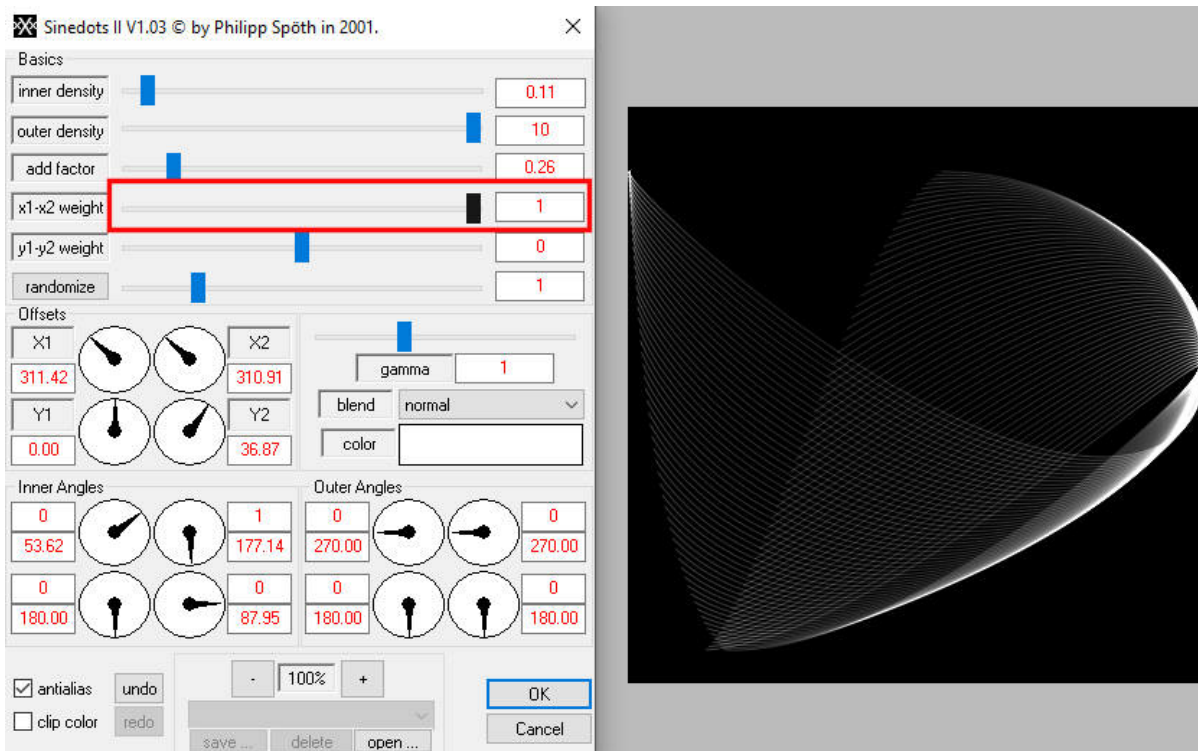 Sinedots II V1.03 © by Philipp Spöth in 2001.
Basics
inner density 0.11
outer density 10
add factor 0.26
x1-x2 weight 1
y1-y2 weight 0
randomize 1
Offsets
X1 X2
311.42 310.91
Y1 Y2
0.00 36.87
gamma 1
blend normal
color
Inner Angles
0 1
53.62 177.14
0 0
180.00 87.95
Outer Angles
0 0
270.00 270.00
0 0
180.00 180.00
antialias undo
clip color redo
- 100% +
save ... delete open ...
OK
Cancel